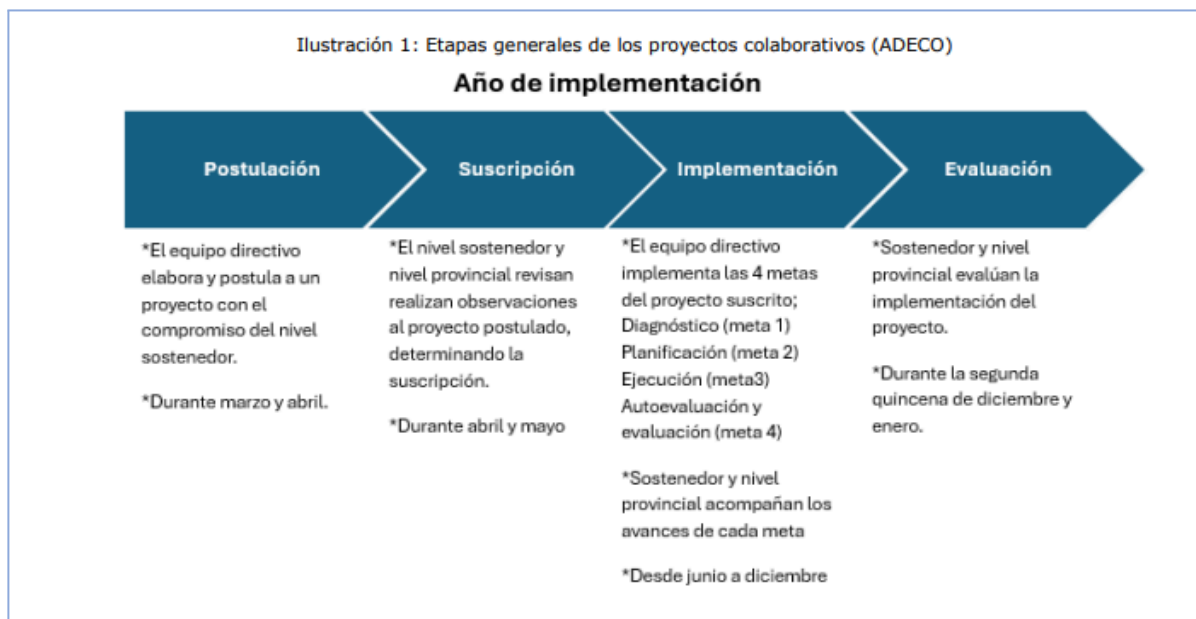 Ilustración 1: Etapas generales de los proyectos colaborativos (ADECO)
Año de implementación
Postulación
Suscripción
Implementación
Evaluación
*El equipo directivo
elabora y postula a un
proyecto con el
compromiso del nivel
sostenedor.
*Durante marzo y abril.
*El nivel sostenedor y
nivel provincial revisan
realizan observaciones
al proyecto postulado,
determinando la
suscripción.
*Durante abril y mayo
*El equipo directivo
implementa las 4 metas
del proyecto suscrito;
Diagnóstico (meta 1)
Planificación (meta 2)
Ejecución (meta3)
Autoevaluación y
evaluación (meta 4)
*Sostenedor y nivel
provincial acompañan los
avances de cada meta
*Desde junio a diciembre
*Sostenedor y nivel
provincial evalúan la
implementación del
proyecto.
*Durante la segunda
quincena de diciembre y
enero.